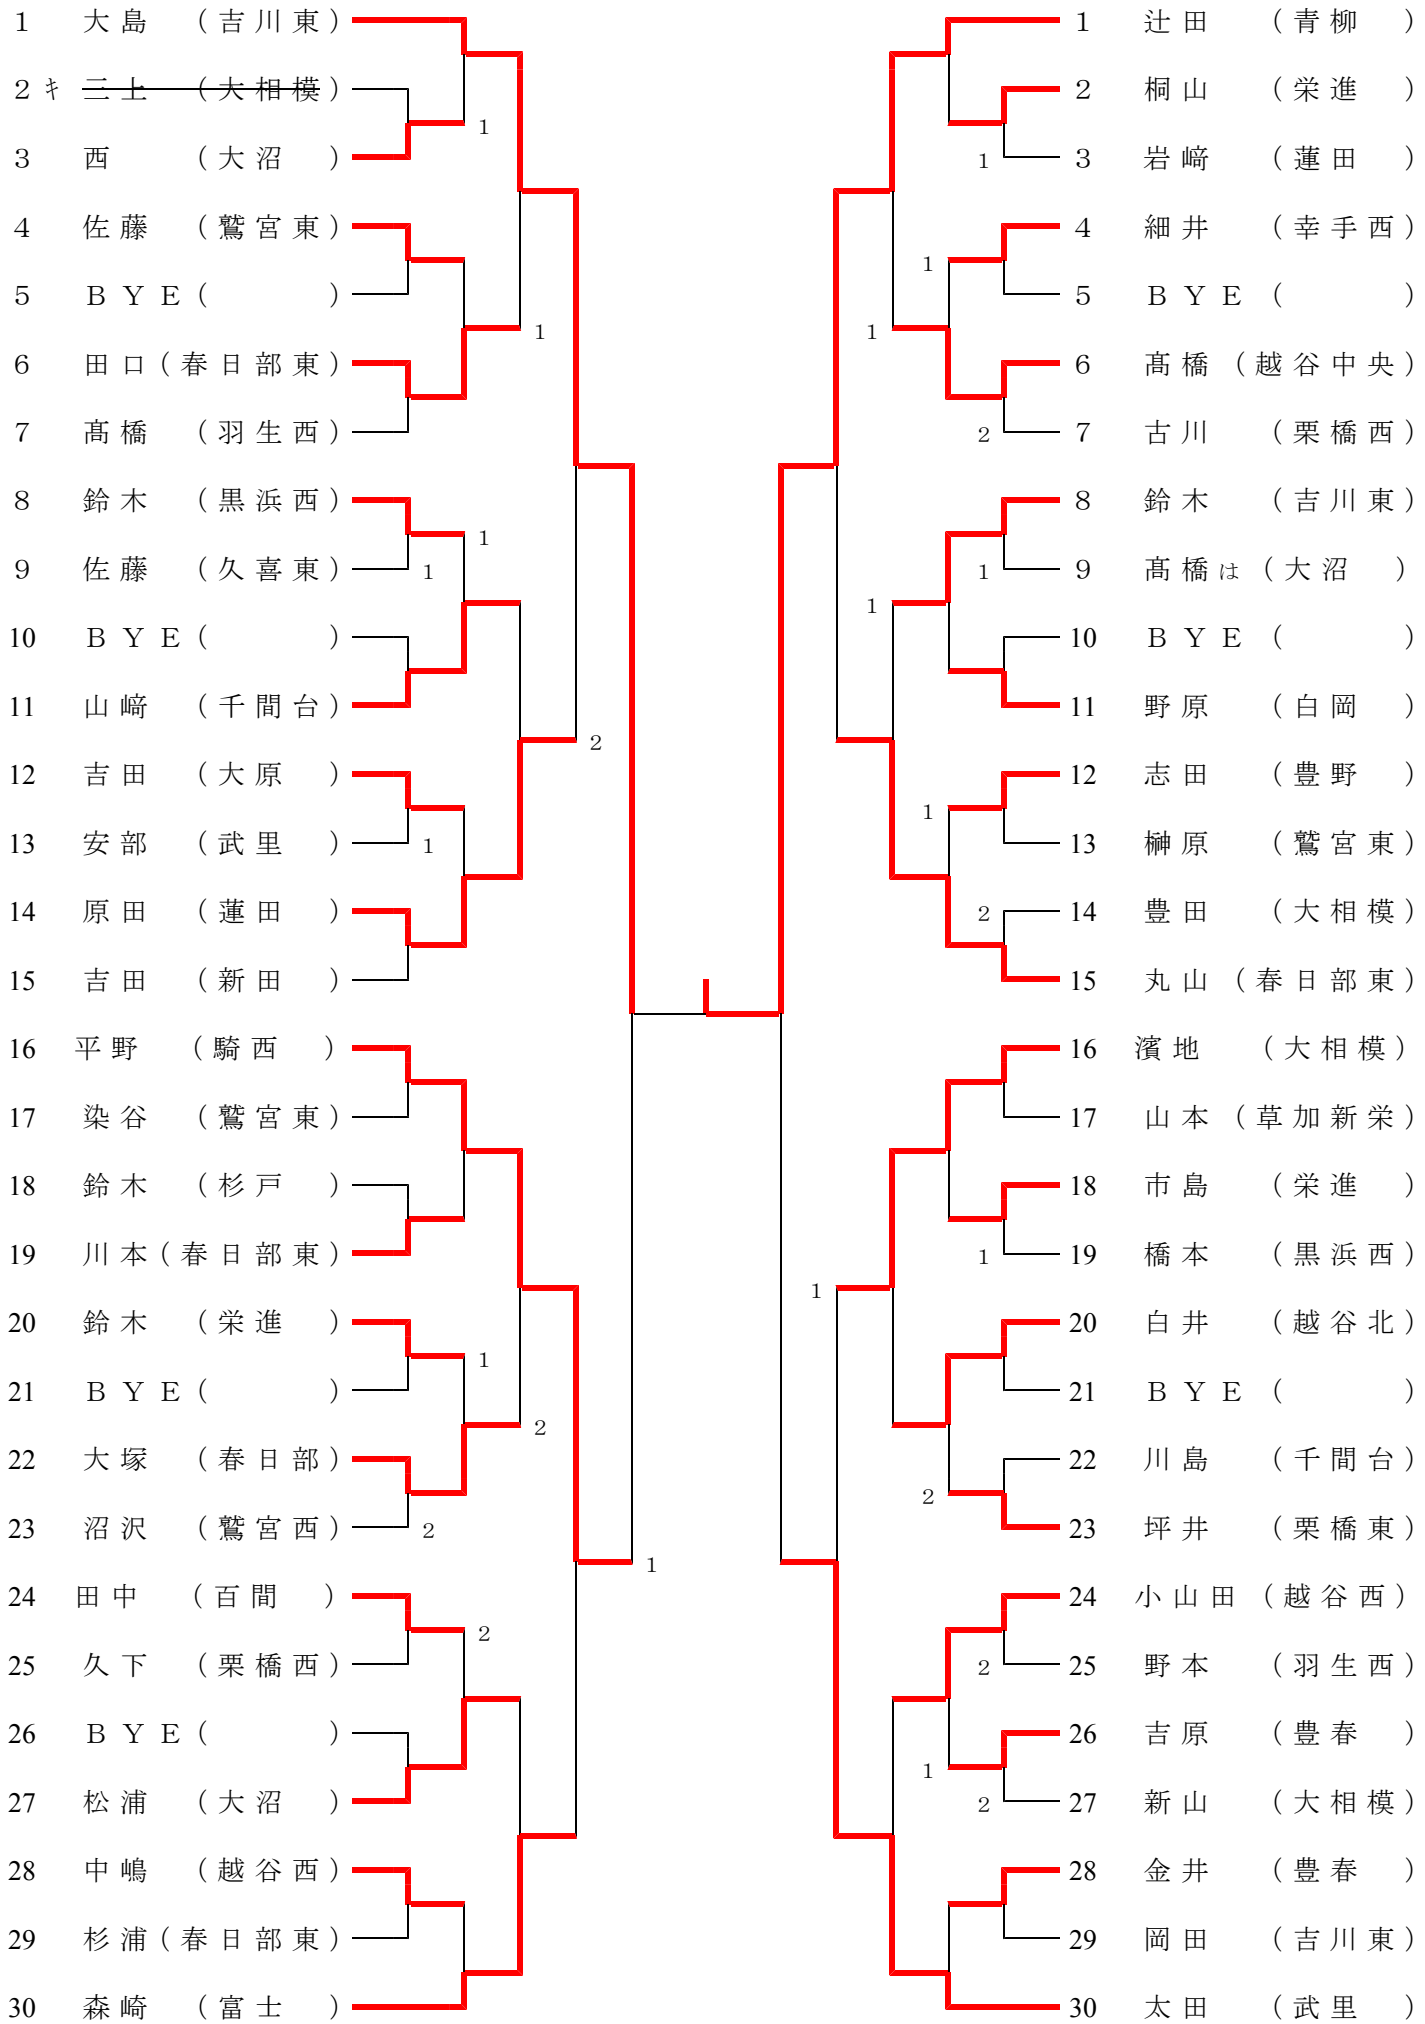 1 大島 (吉川東)
2 キ 三上 (大相模)
1
3 西 (大沼)
4 佐藤 (鷲宮東)
5 BYE( )
1
6 田口(春日部東)
7 髙橋 (羽生西)
8 鈴木 (黒浜西)
1
9 佐藤 (久喜東) 1
10 BYE( )
11 山﨑 (千間台)
2
12 吉田 (大原)
13 安部 (武里) 1
14 原田 (蓮田)
15 吉田 (新田)
16 平野 (騎西)
17 染谷 (鷲宮東)
18 鈴木 (杉戸)
19 川本(春日部東)
20 鈴木 (栄進)
1
21 BYE( )
2
22 大塚 (春日部)
23 沼沢 (鷲宮西) 2
1
24 田中 (百間)
2
25 久下 (栗橋西)
26 BYE( )
27 松浦 (大沼)
28 中嶋 (越谷西)
29 杉浦(春日部東)
30 森崎 (富士)
1 辻田 (青柳)
2 桐山 (栄進)
1 3 岩﨑 (蓮田)
4 細井 (幸手西)
1
5 BYE ( )
1
6 髙橋 (越谷中央)
2 7 古川 (栗橋西)
8 鈴木 (吉川東)
1 9 髙橋は (大沼)
1
10 BYE ( )
11 野原 (白岡)
12 志田 (豊野)
1
13 榊原 (鷲宮東)
2 14 豊田 (大相模)
15 丸山 (春日部東)
16 濱地 (大相模)
17 山本 (草加新栄)
18 市島 (栄進)
1 19 橋本 (黒浜西)
1
20 白井 (越谷北)
21 BYE ( )
22 川島 (千間台)
2
23 坪井 (栗橋東)
24 小山田 (越谷西)
2 25 野本 (羽生西)
26 吉原 (豊春)
1
2 27 新山 (大相模)
28 金井 (豊春)
29 岡田 (吉川東)
30 太田 (武里)